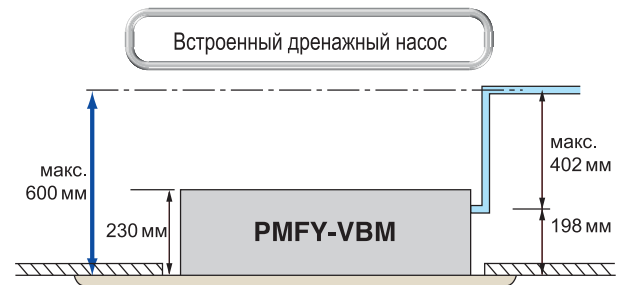 Встроенный дренажный насос
макс.
600 мм
230 мм
PMFY-VBM
макс.
402 мм
198 мм